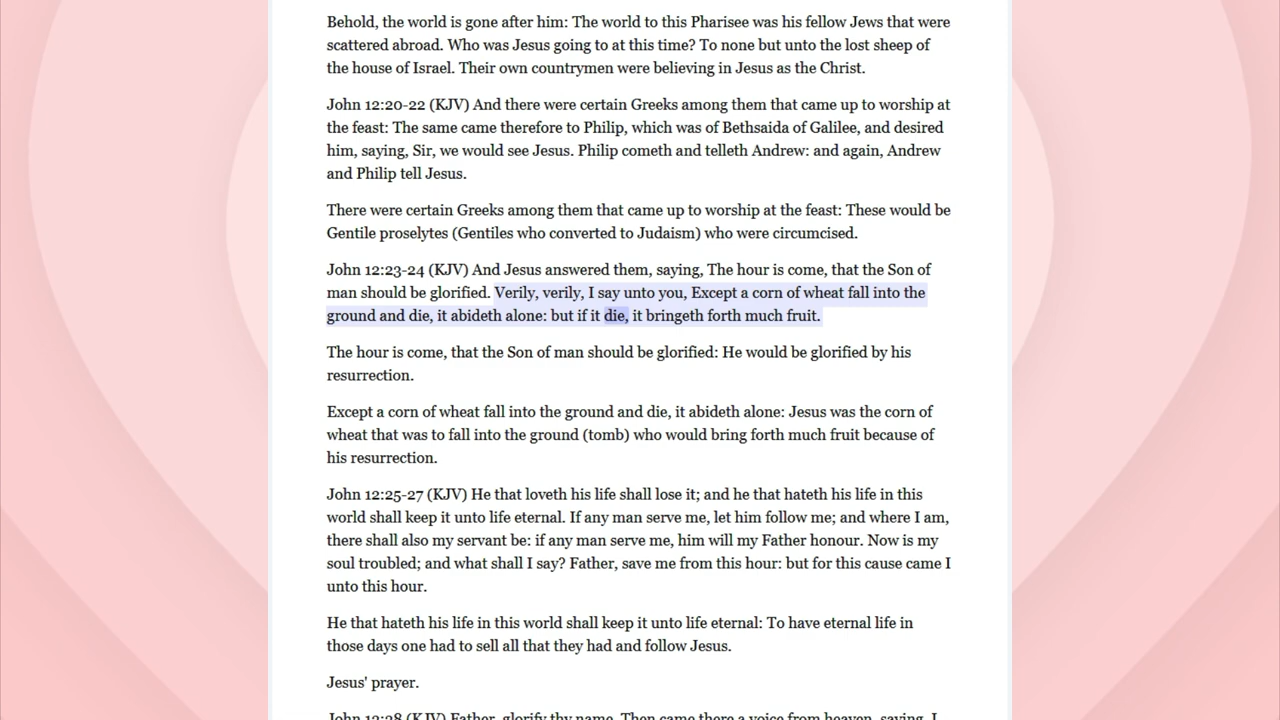 Behold, the world is gone after him: The world to this Pharisee was his fellow Jews that were
scattered abroad. Who was Jesus going to at this time? To none but unto the lost sheep of
the house of Israel. Their own countrymen were believing in Jesus as the Christ.
John 12:20-22 (KJV) And there were certain Greeks among them that came up to worship at
the feast: The same came therefore to Philip, which was of Bethsaida of Galilee, and desired
him, saying, Sir, we would see Jesus. Philip cometh and telleth Andrew: and again, Andrew
and Philip tell Jesus.
There were certain Greeks among them that came up to worship at the feast: These would be
Gentile proselytes (Gentiles who converted to Judaism) who were circumcised.
John 12:23-24 (KJV) And Jesus answered them, saying, The hour is come, that the Son of
man should be glorified. Verily, verily, I say unto you, Except a corn of wheat fall into the
ground and die, it abideth alone: but if it die, it bringeth forth much fruit.
The hour is come, that the Son of man should be glorified: He would be glorified by his
resurrection.
Except a corn of wheat fall into the ground and die, it abideth alone: Jesus was the corn of
wheat that was to fall into the ground (tomb) who would bring forth much fruit because of
his resurrection.
John 12:25-27 (KJV) He that loveth his life shall lose it; and he that hateth his life in this
world shall keep it unto life eternal. If any man serve me, let him follow me; and where I am,
there shall also my servant be: if any man serve me, him will my Father honour. Now is my
soul troubled; and what shall I say? Father, save me from this hour: but for this cause came I
unto this hour.
He that hateth his life in this world shall keep it unto life eternal: To have eternal life in
those days one had to sell all that they had and follow Jesus.
Jesus' prayer.
John 12:28 (KJV) Father, glorify thy name. Then came there a voice from heaven, saying, I